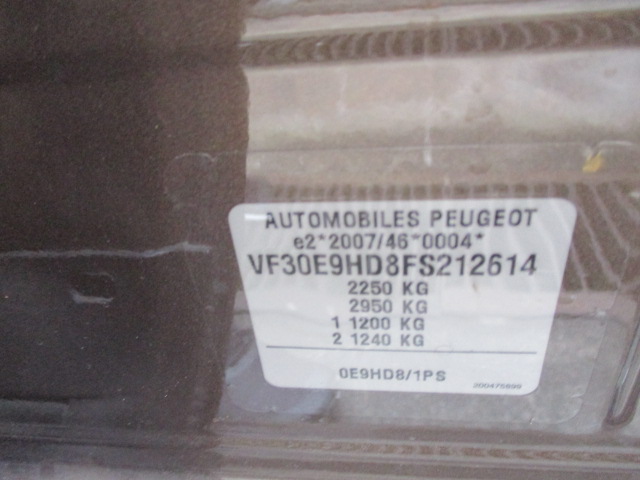 AUTOMOBILES PEUGEOT
e2*2007/46*0004*
VF30E9HD8FS212614
2250 KG
2950 KG
1 1200 KG
2 1240 KG
0E9HD8/1PS